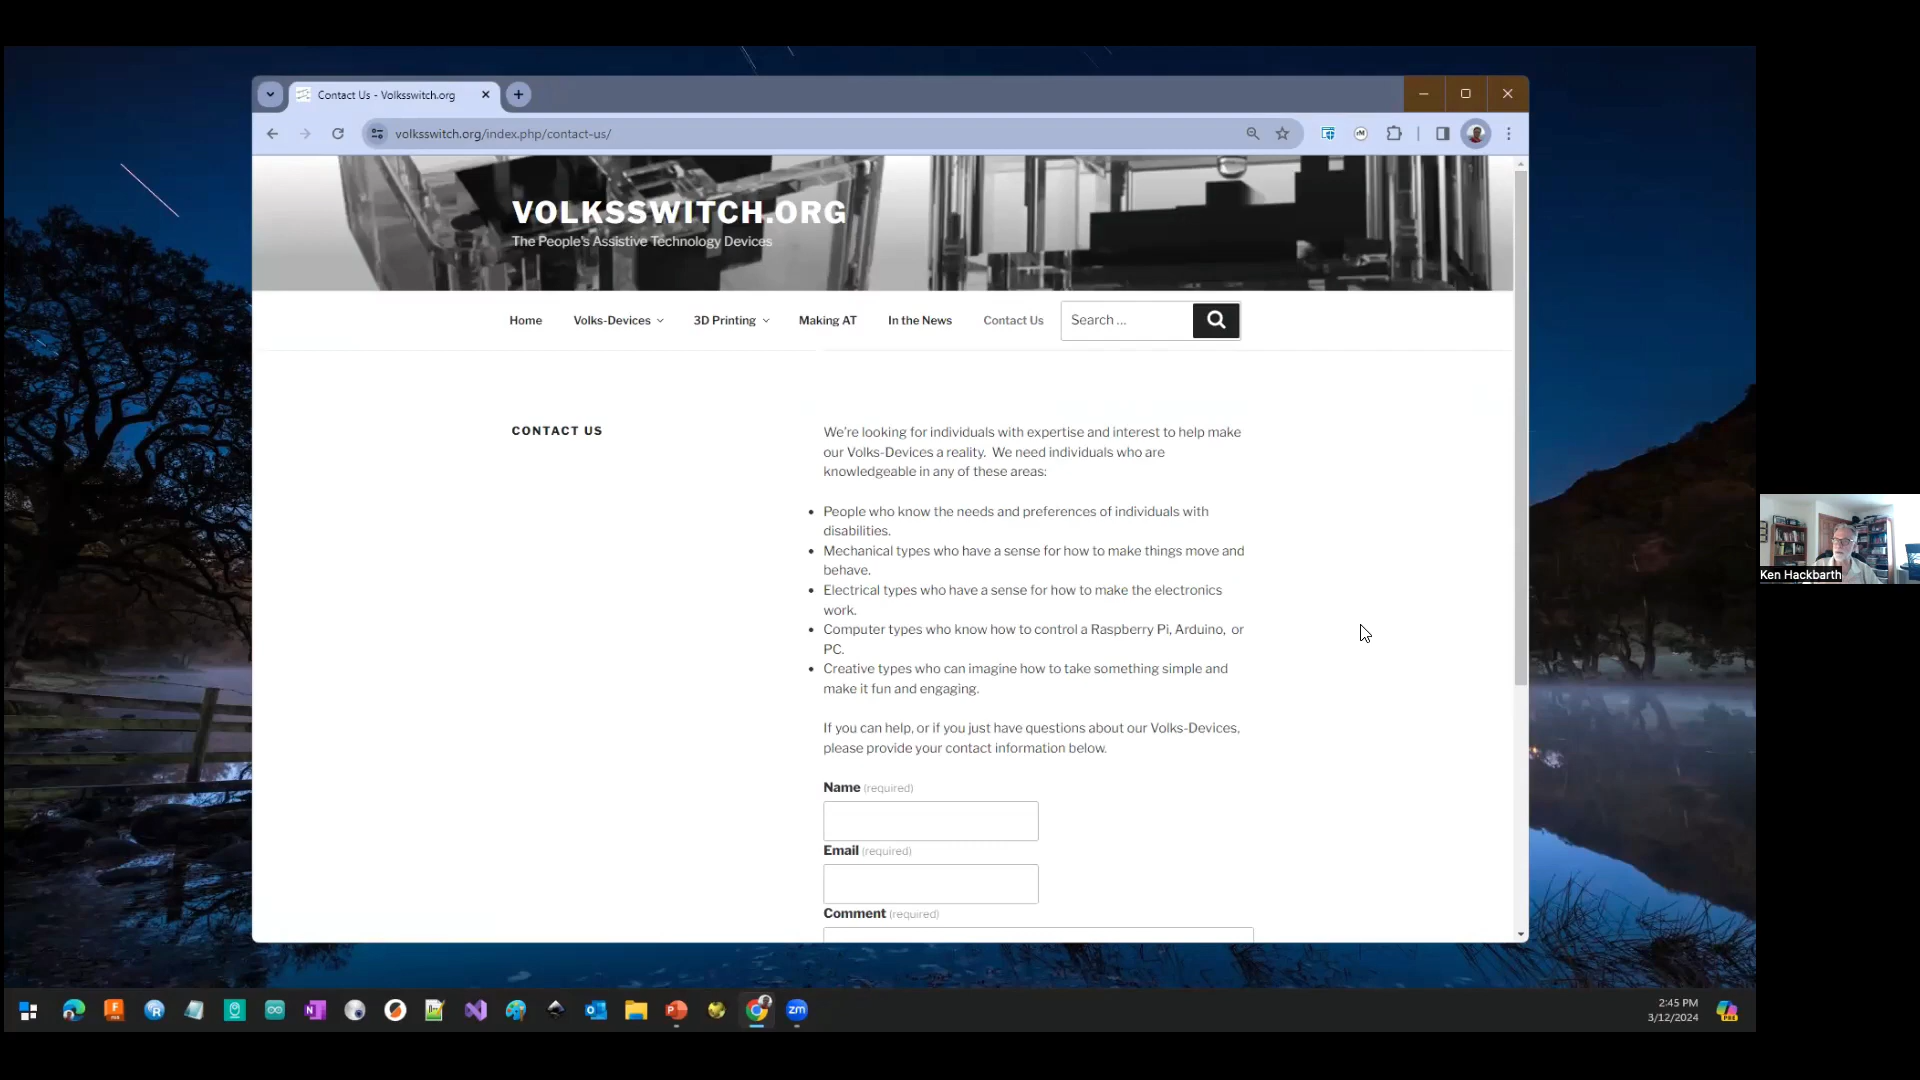 Contact Us - Volksswitch.org
volksswitch.org/index.php/contact-us/
VOLKSSWITCH.ORG
The People's Assistive Technology Devices
Home
Volks-Devices
3D Printing
Making AT
In the News
Contact Us
Search ...
CONTACT US
We're looking for individuals with expertise and interest to help make
our Volks-Devices a reality.  We need individuals who are
knowledgeable in any of these areas:
People who know the needs and preferences of individuals with
disabilities.
Mechanical types who have a sense for how to make things move and
behave.
Electrical types who have a sense for how to make the electronics
work.
Computer types who know how to control a Raspberry Pi, Arduino,  or
PC.
Creative types who can imagine how to take something simple and
make it fun and engaging.
If you can help, or if you just have questions about our Volks-Devices,
please provide your contact information below.
Name (required)
Email (required)
Comment (required)
Ken Hackbarth
zm
2:45 PM
3/12/2024